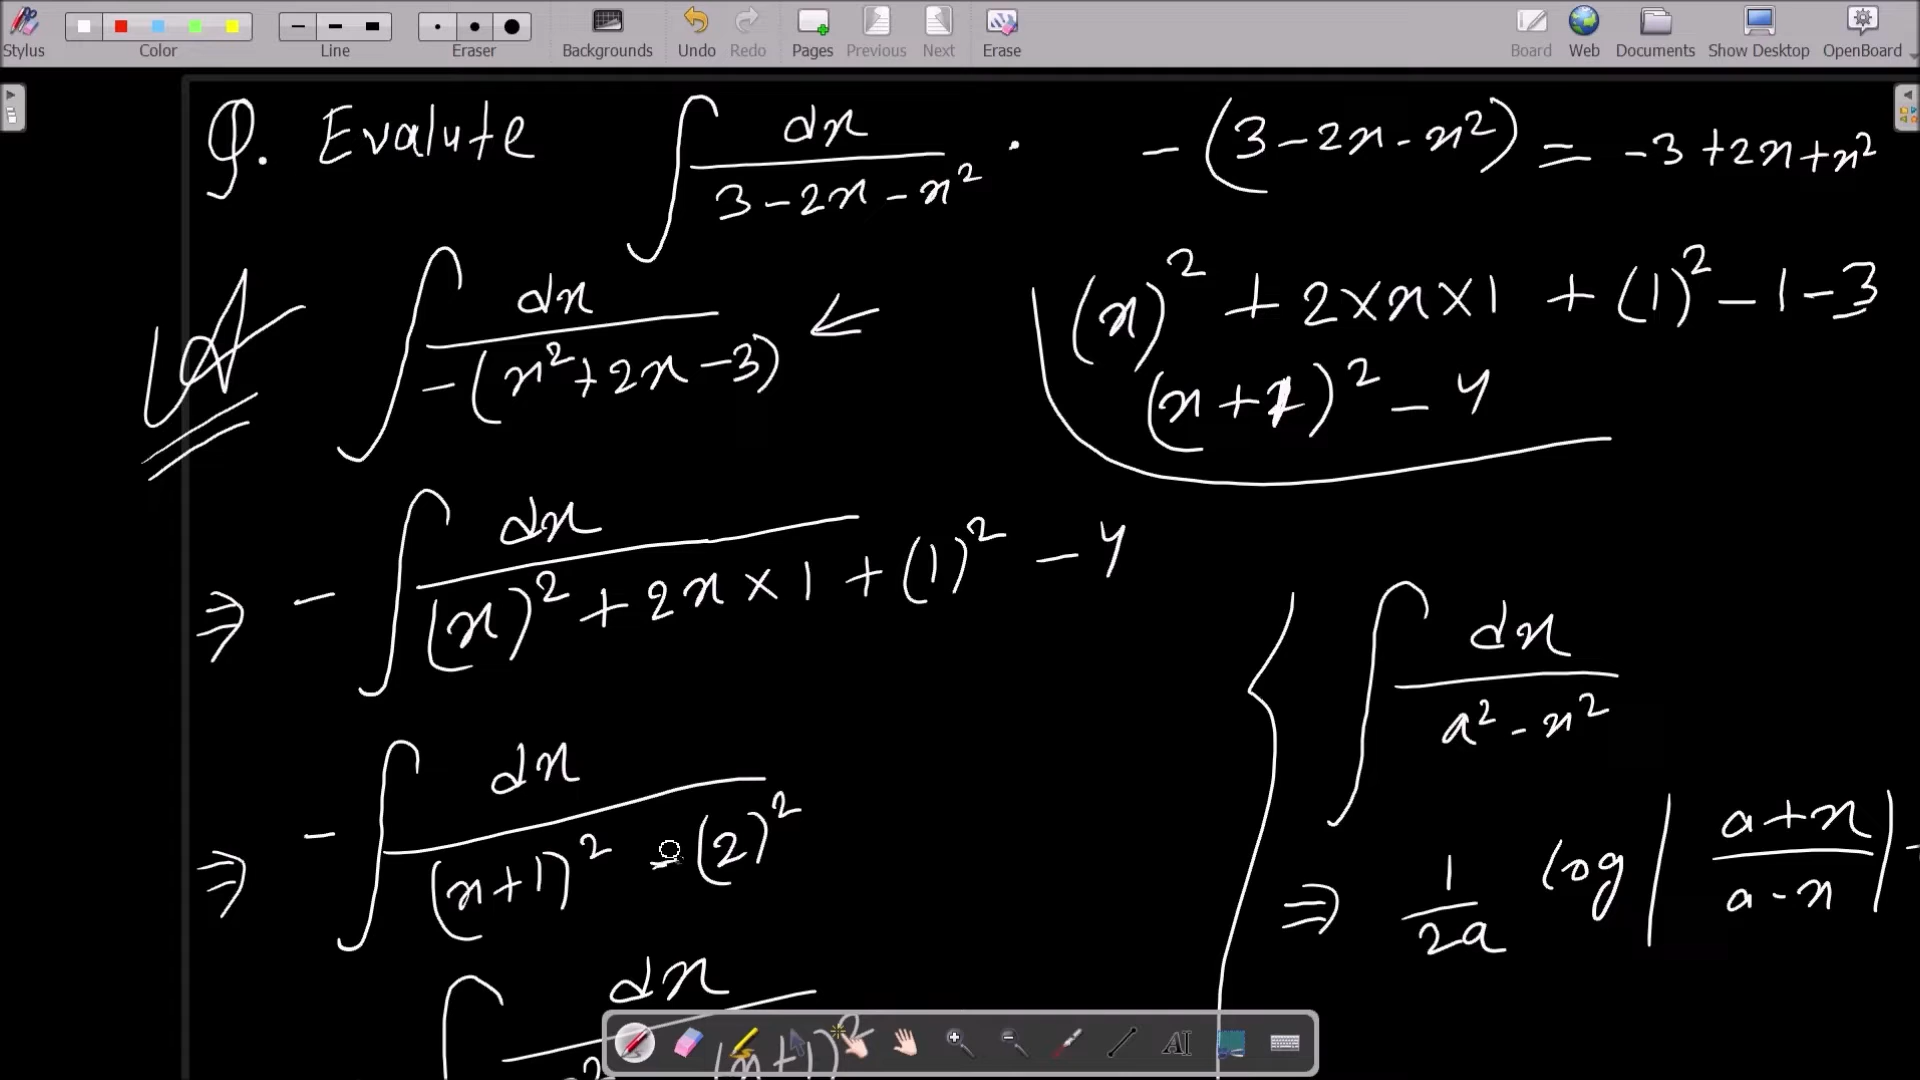 Stylus Color Line Eraser Backgrounds Undo Redo Pages Previous Next Erase Board Web Documents Show Desktop OpenBoard
Q. Evalute ∫ dx / (3 - 2x - x²) .
-(3 - 2x - x²) = -3 + 2x + x²
∫ dx / -(x² + 2x - 3) ←
(x)² + 2×x×1 + (1)² - 1 - 3
(x+1)² - 4
⇒ - ∫ dx / (x)² + 2x × 1 + (1)² - 4
⇒ - ∫ dx / (x+1)² - (2)²
∫ dx / a² - x²
⇒ 1/2a log | a+x / a-x | +
∫ dx / (x+1)²
AI